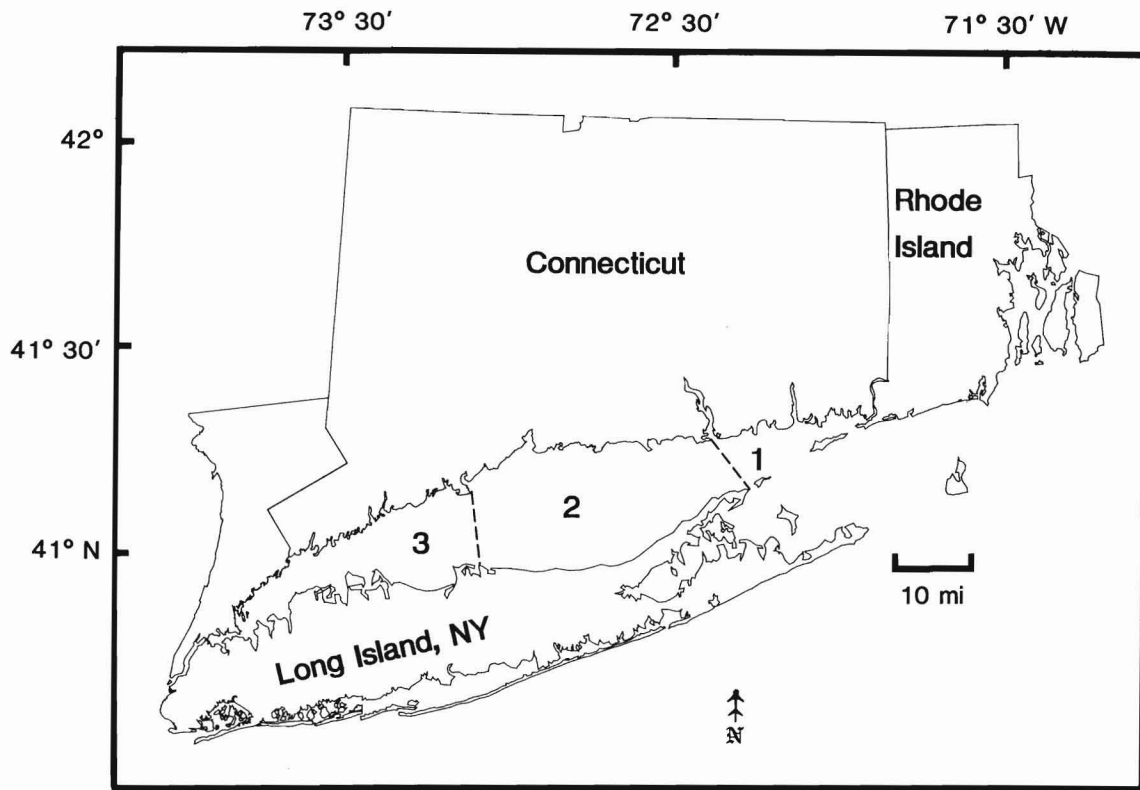 73° 30′ 72° 30′ 71° 30′ W
42°
Rhode
Island
Connecticut
41° 30′
1
2
3
41° N
10 mi
Long Island, NY
N